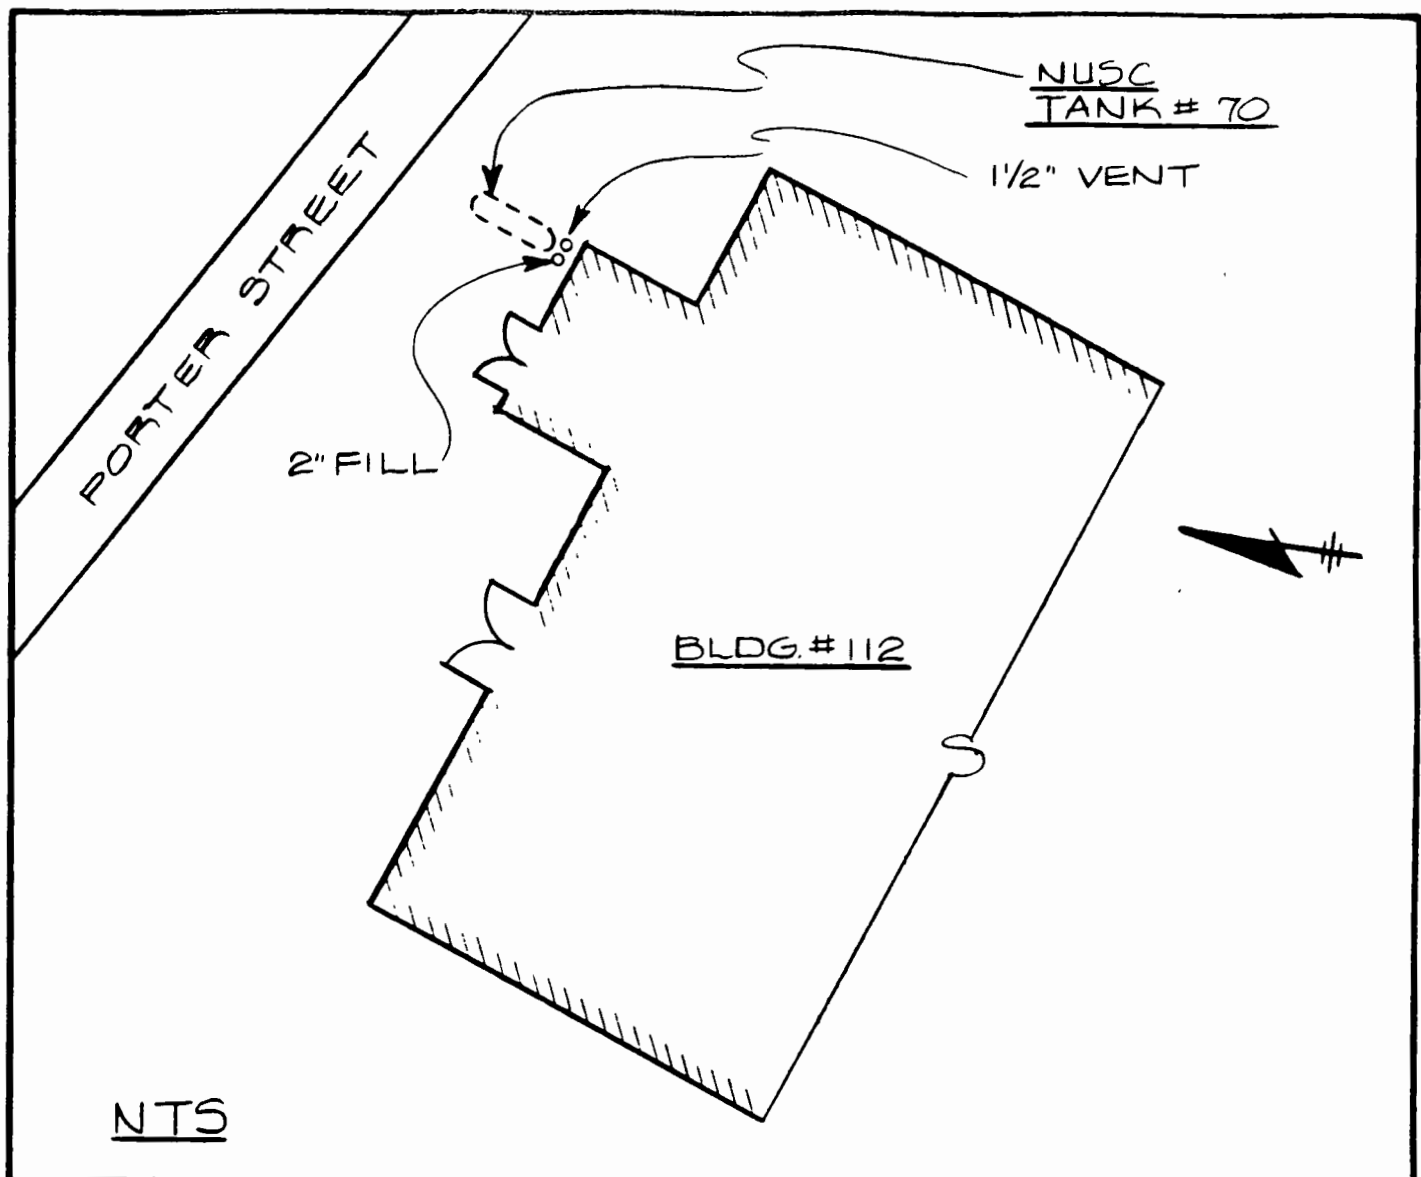 NUSC
TANK # 70
1 1/2" VENT
PORTER STREET
2" FILL
BLDG. # 112
NTS